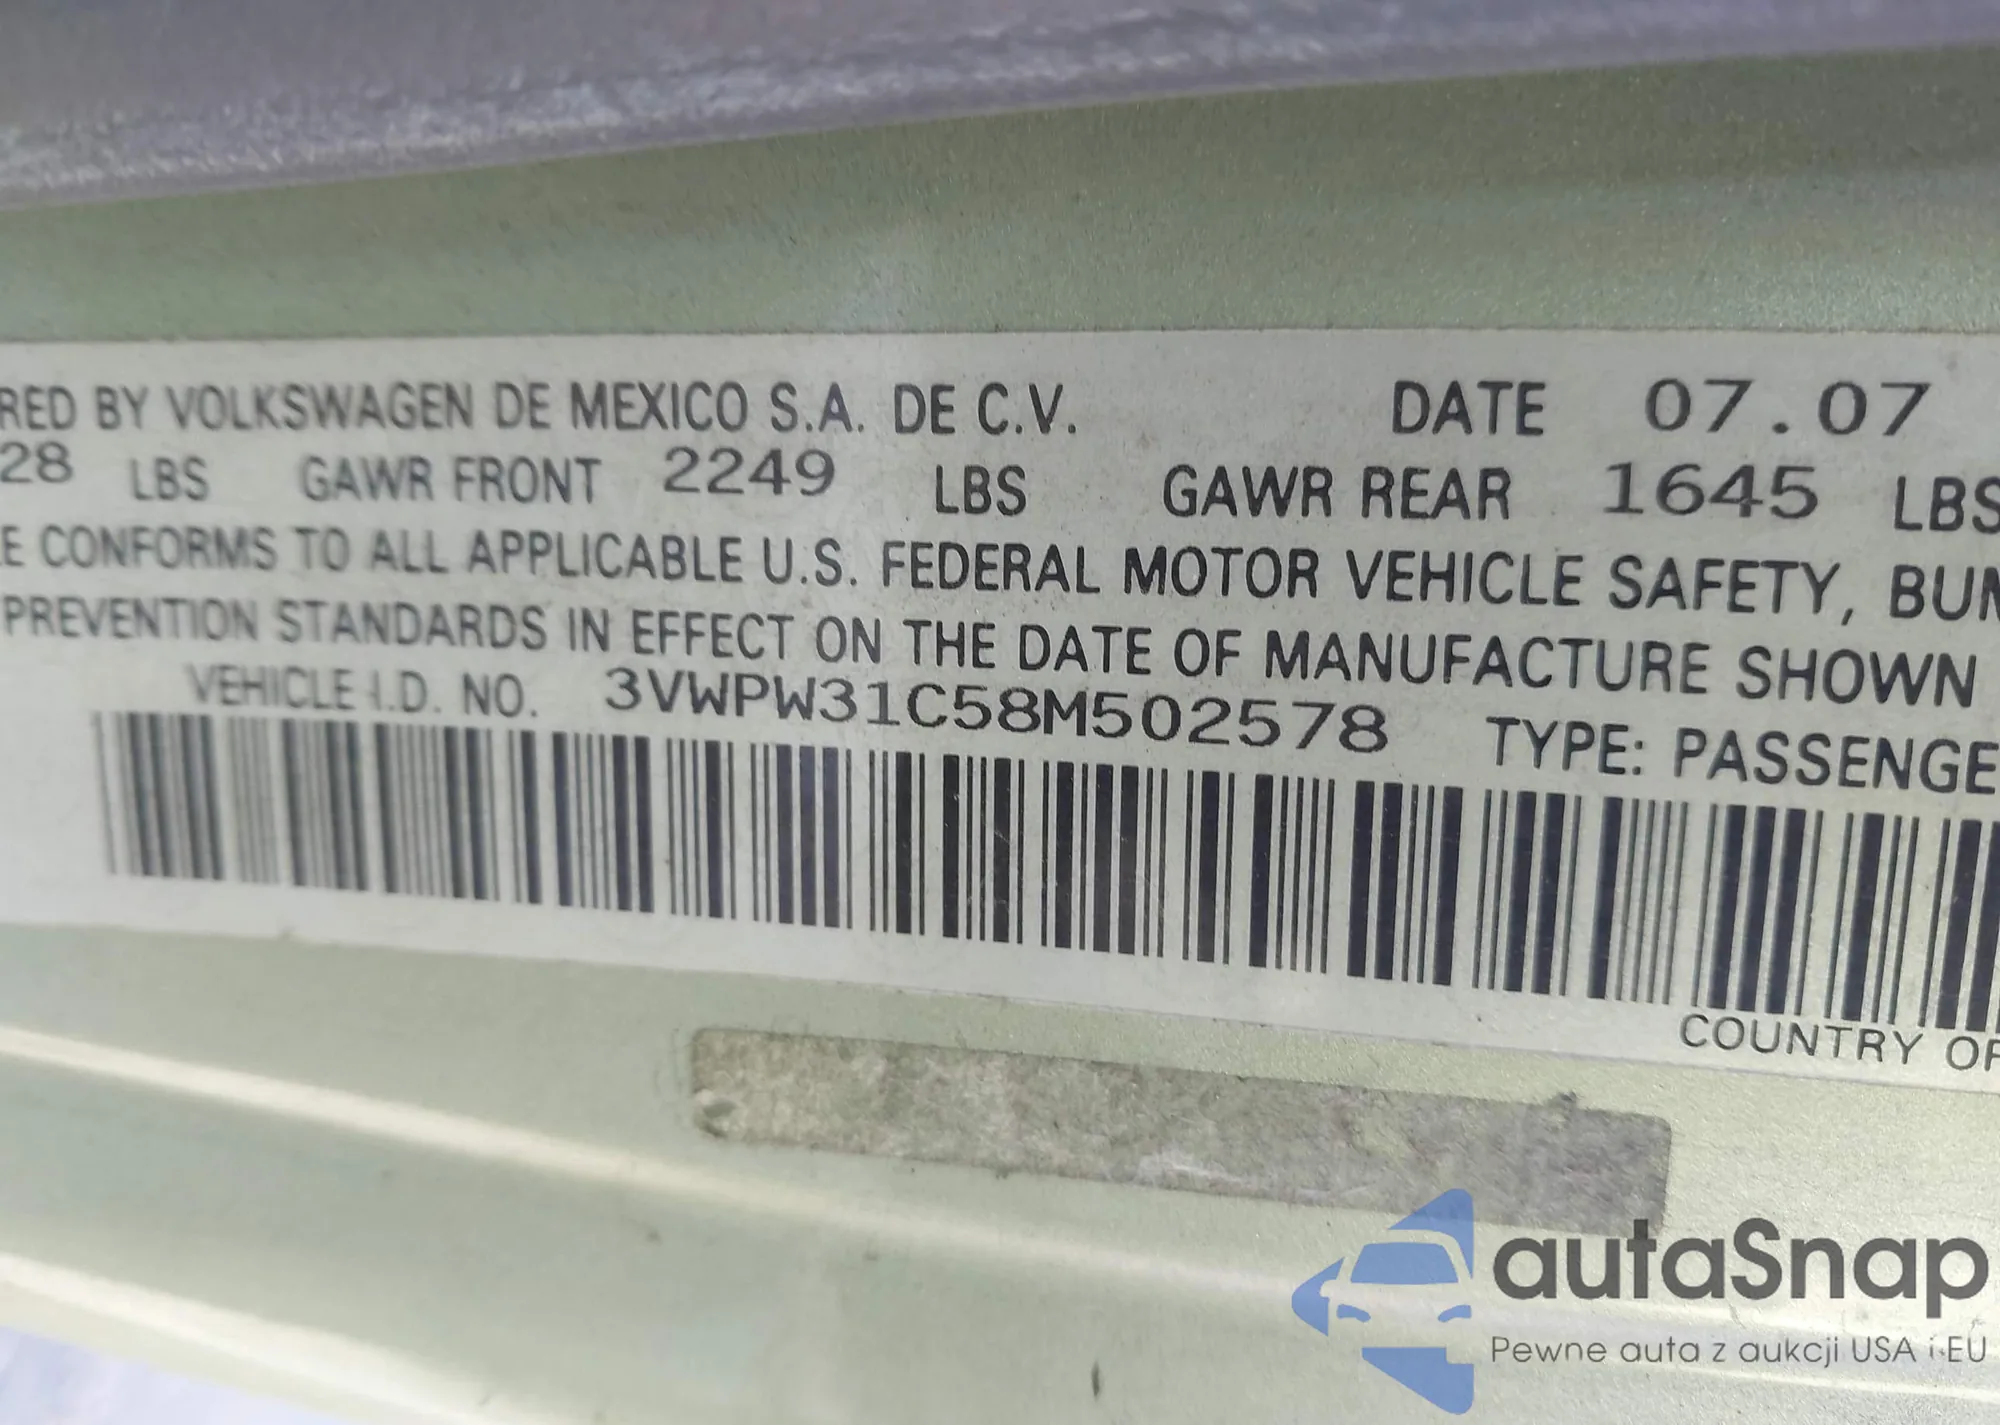 RED BY VOLKSWAGEN DE MEXICO S.A. DE C.V. DATE 07.07
28 LBS GAWR FRONT 2249 LBS GAWR REAR 1645 LBS
E CONFORMS TO ALL APPLICABLE U.S. FEDERAL MOTOR VEHICLE SAFETY, BUM
PREVENTION STANDARDS IN EFFECT ON THE DATE OF MANUFACTURE SHOWN
VEHICLE I.D. NO. 3VWPW31C58M502578 TYPE: PASSENGE
COUNTRY OF
autaSnap
Pewne auta z aukcji USA i EU